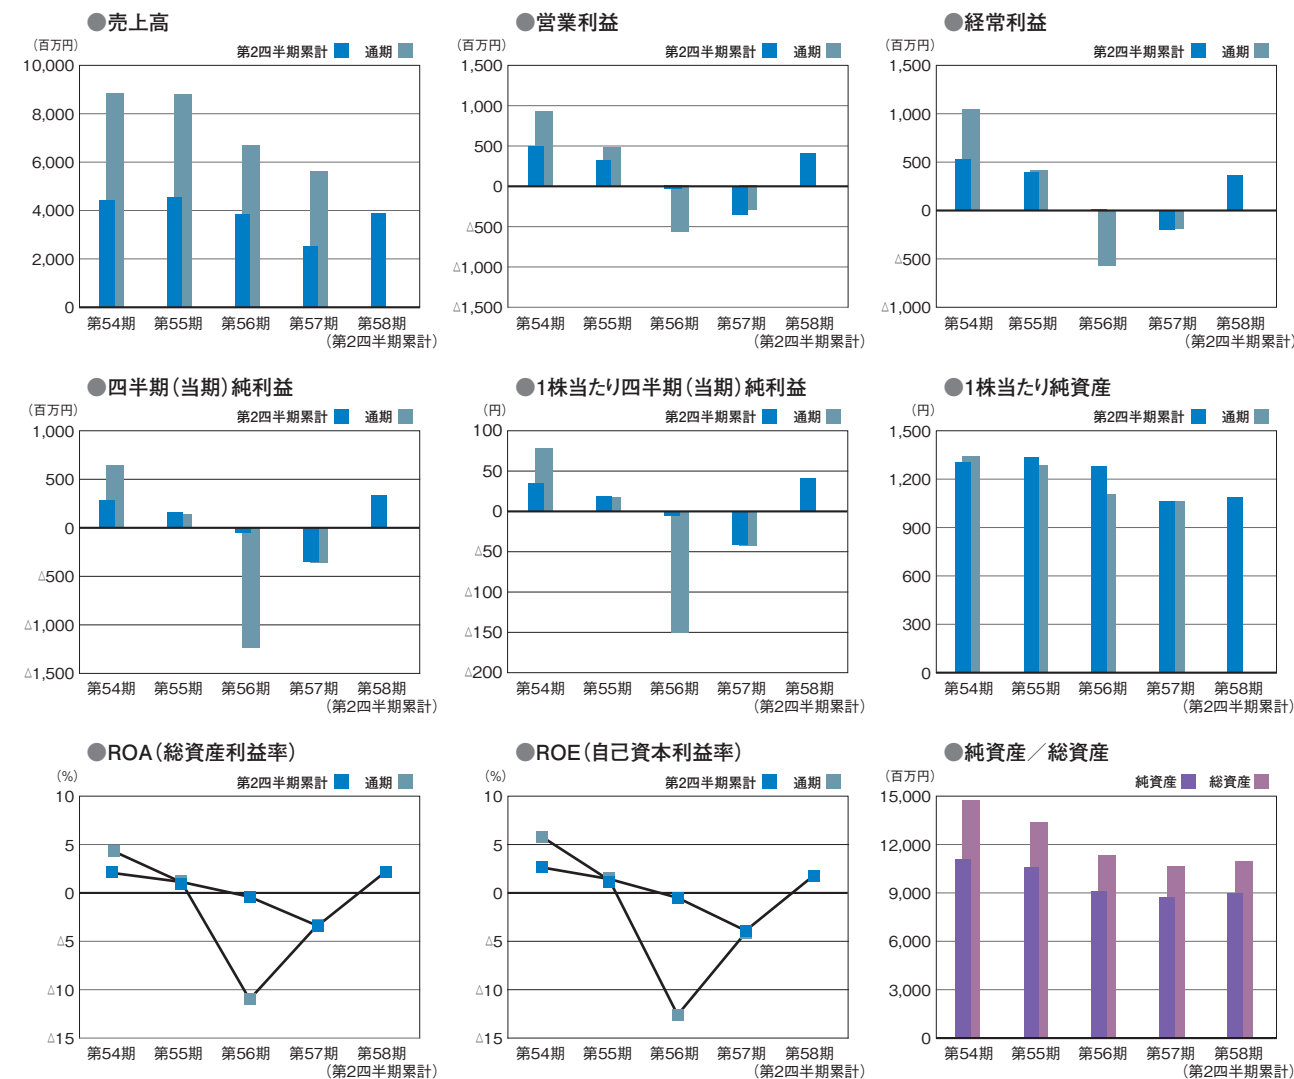 ●売上高
（百万円）
第2四半期累計 通期
10,000
8,000
6,000
4,000
2,000
0
第54期 第55期 第56期 第57期 第58期
（第2四半期累計）
●営業利益
（百万円）
第2四半期累計 通期
1,500
1,000
500
0
△500
△1,000
△1,500
第54期 第55期 第56期 第57期 第58期
（第2四半期累計）
●経常利益
（百万円）
第2四半期累計 通期
1,500
1,000
500
0
△500
△1,000
第54期 第55期 第56期 第57期 第58期
（第2四半期累計）
●四半期（当期）純利益
（百万円）
第2四半期累計 通期
1,000
500
0
△500
△1,000
△1,500
第54期 第55期 第56期 第57期 第58期
（第2四半期累計）
●1株当たり四半期（当期）純利益
（円）
第2四半期累計 通期
100
50
0
△50
△100
△150
△200
第54期 第55期 第56期 第57期 第58期
（第2四半期累計）
●1株当たり純資産
（円）
第2四半期累計 通期
1,500
1,200
900
600
300
0
第54期 第55期 第56期 第57期 第58期
（第2四半期累計）
●ROA（総資産利益率）
（%）
第2四半期累計 通期
10
5
0
△5
△10
△15
第54期 第55期 第56期 第57期 第58期
（第2四半期累計）
●ROE（自己資本利益率）
（%）
第2四半期累計 通期
10
5
0
△5
△10
△15
第54期 第55期 第56期 第57期 第58期
（第2四半期累計）
●純資産／総資産
（百万円）
純資産 総資産
15,000
12,000
9,000
6,000
3,000
0
第54期 第55期 第56期 第57期 第58期
（第2四半期累計）